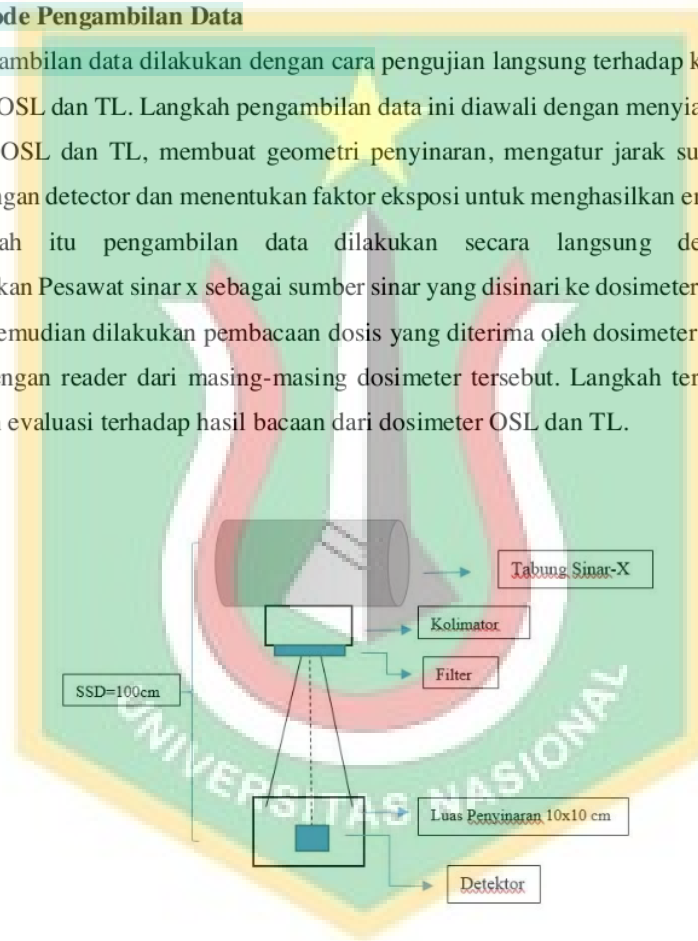 ode Pengambilan Data
ambilan data dilakukan dengan cara pengujian langsung terhadap k
OSL dan TL. Langkah pengambilan data ini diawali dengan menyia
OSL dan TL, membuat geometri penyinaran, mengatur jarak su
ngan detector dan menentukan faktor eksposi untuk menghasilkan en
ah itu pengambilan data dilakukan secara langsung de
kan Pesawat sinar x sebagai sumber sinar yang disinari ke dosimeter
emudian dilakukan pembacaan dosis yang diterima oleh dosimeter
engan reader dari masing-masing dosimeter tersebut. Langkah ter
evaluasi terhadap hasil bacaan dari dosimeter OSL dan TL.
Tabung Sinar-X
Kolimator
Filter
SSD=100cm
UNIVERSITAS NASIONAL
Luas Penyinaran 10x10 cm
Detektor